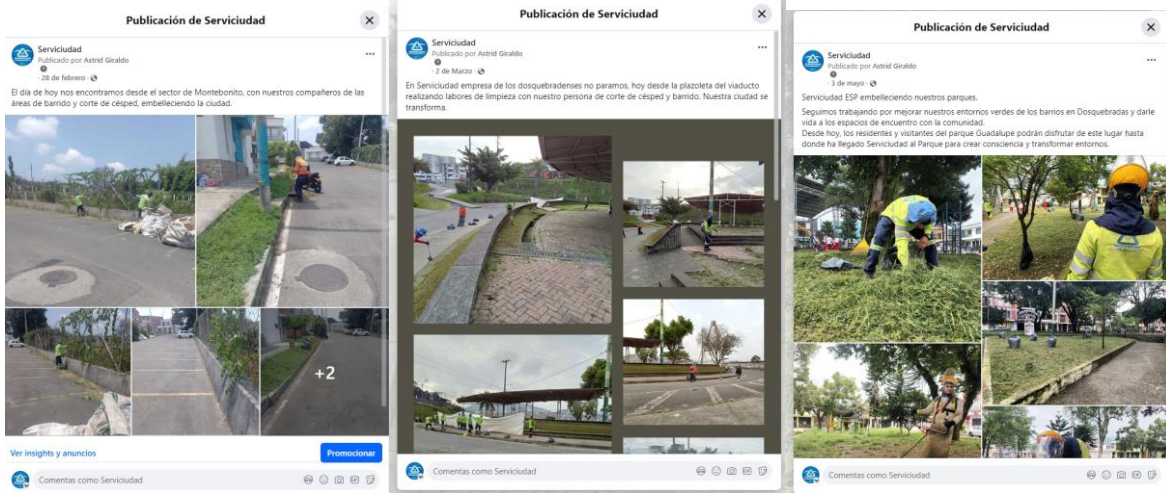 Publicación de Serviciudad
Serviciudad
Publicado por Astrid Giraldo
· 28 de febrero ·
El día de hoy nos encontramos desde el sector de Montebonito, con nuestros compañeros de las
áreas de barrido y corte de césped, embelleciendo la ciudad.
+2
Ver insights y anuncios
Promocionar
Comentas como Serviciudad
Publicación de Serviciudad
Serviciudad
Publicado por Astrid Giraldo
· 2 de Marzo ·
En Serviciudad empresa de los dosquebradenses no paramos, hoy desde la plazoleta del viaducto
realizando labores de limpieza con nuestro persona de corte de césped y barrido. Nuestra ciudad se
transforma.
Comentas como Serviciudad
Publicación de Serviciudad
Serviciudad
Publicado por Astrid Giraldo
· 3 de mayo ·
Serviciudad ESP embelleciendo nuestros parques.
Seguimos trabajando por mejorar nuestros entornos verdes de los barrios en Dosquebradas y darle
vida a los espacios de encuentro con la comunidad.
Desde hoy, los residentes y visitantes del parque Guadalupe podrán disfrutar de este lugar hasta
donde ha llegado Serviciudad al Parque para crear consciencia y transformar entornos.
Comentas como Serviciudad